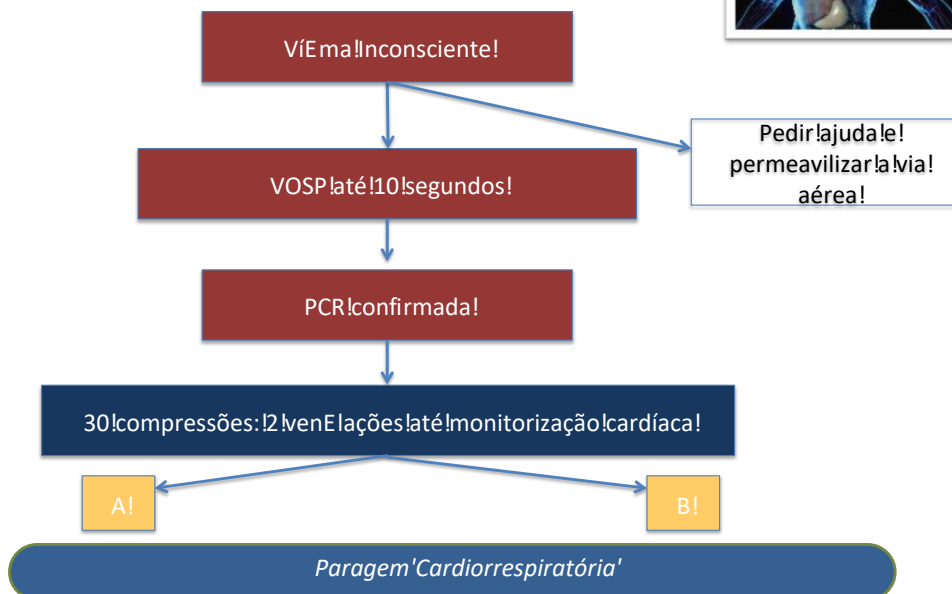 VíEma!Inconsciente!
Pedir!ajuda!e!
permeavilizar!a!via!
aérea!
VOSP!até!10!segundos!
PCR!confirmada!
30!compressões:!2!venElações!até!monitorização!cardíaca!
A!
B!
Paragem'Cardiorrespiratória'